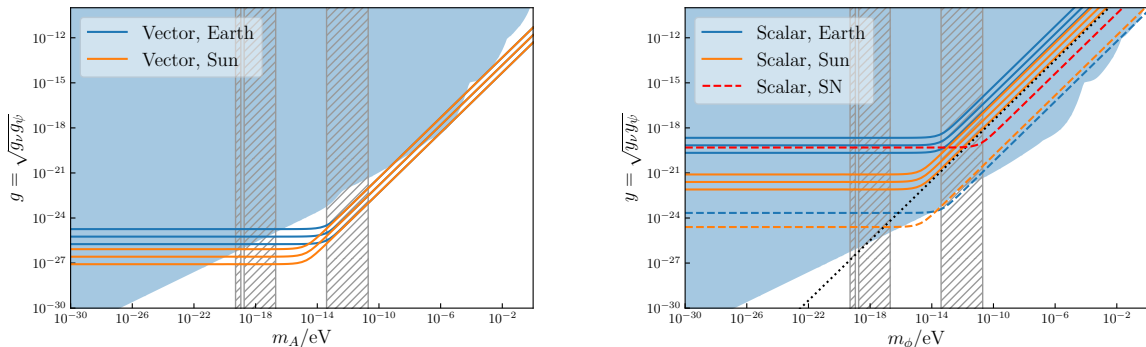 Vector, Earth
Vector, Sun
g = √g_ν g_ψ
10^−12
10^−15
10^−18
10^−21
10^−24
10^−27
10^−30
10^−30 10^−26 10^−22 10^−18 10^−14 10^−10 10^−6 10^−2
m_A/eV
Scalar, Earth
Scalar, Sun
Scalar, SN
y = √y_ν y_ψ
10^−12
10^−15
10^−18
10^−21
10^−24
10^−27
10^−30
10^−30 10^−26 10^−22 10^−18 10^−14 10^−10 10^−6 10^−2
m_ϕ/eV